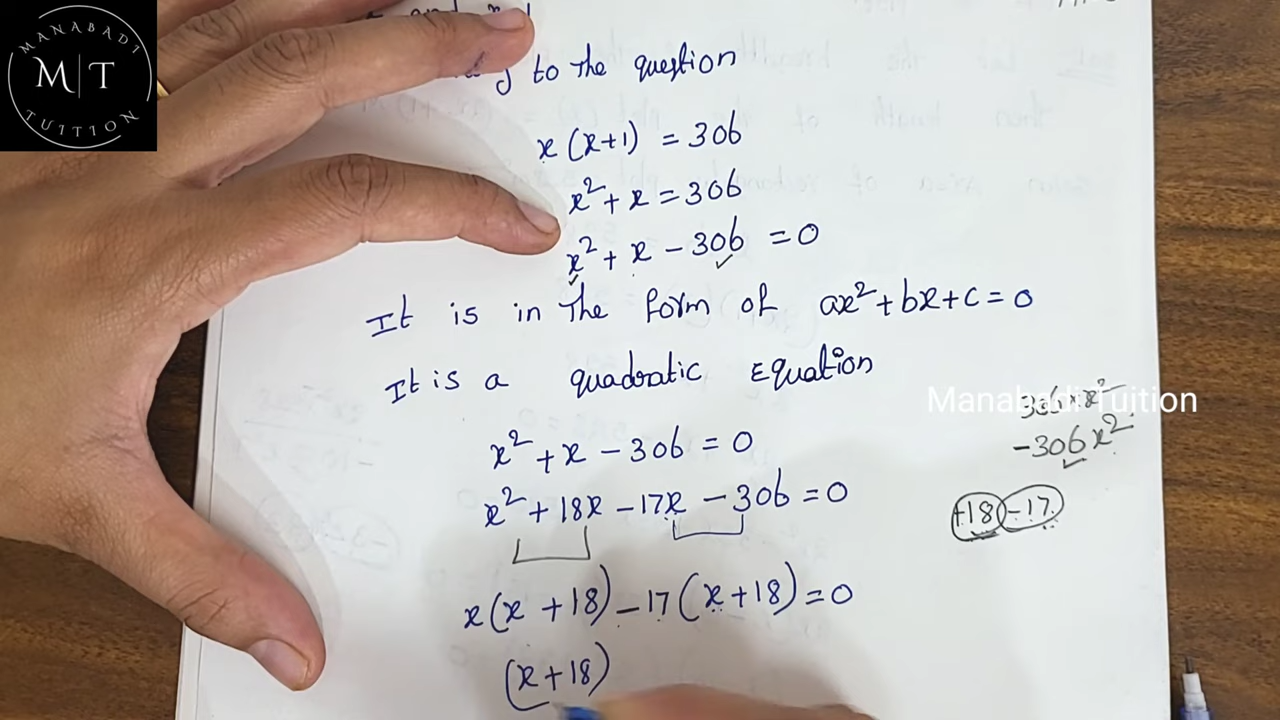 MANABADI
M|T
TUITION
to the question
x(x+1) = 306
x²+x=306
x²+x-306=0
It is in the form of ax²+bx+c=0
It is a quadratic Equation
Manabadi Tuition
-306x²
x²+x-306=0
x²+18x-17x-306=0
+18 -17
x(x+18)-17(x+18)=0
(x+18)